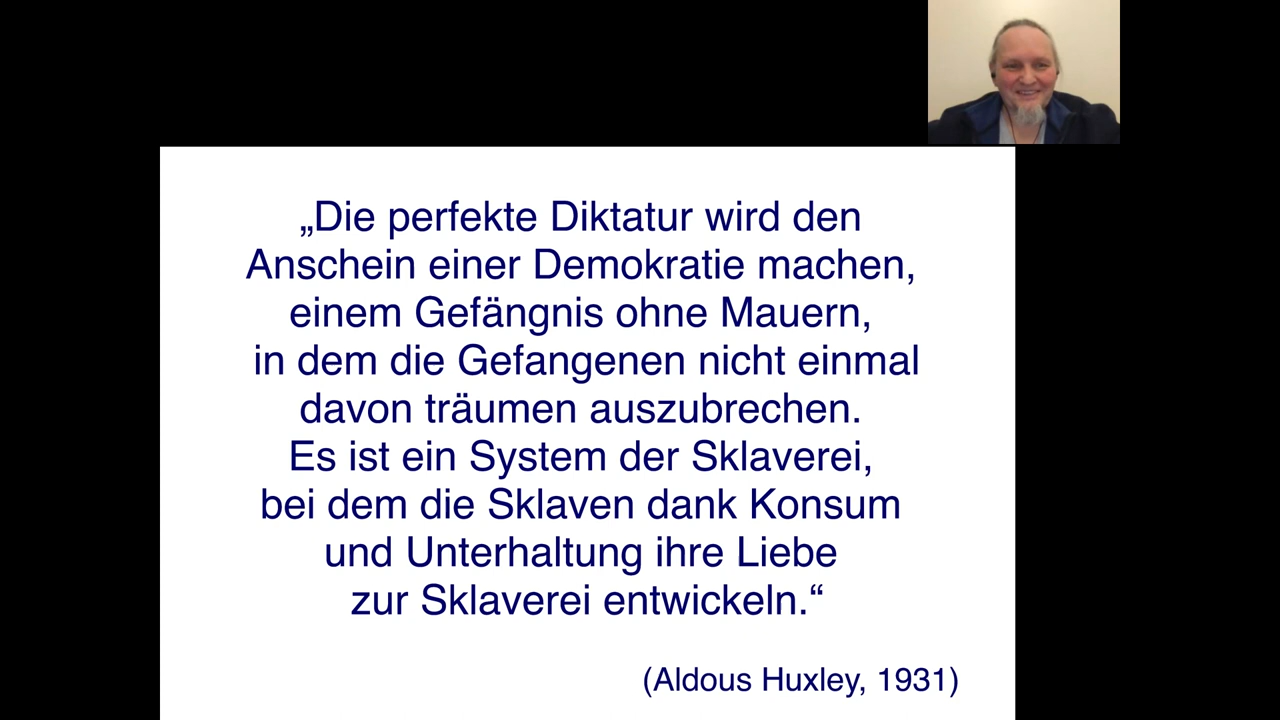 „Die perfekte Diktatur wird den
Anschein einer Demokratie machen,
einem Gefängnis ohne Mauern,
in dem die Gefangenen nicht einmal
davon träumen auszubrechen.
Es ist ein System der Sklaverei,
bei dem die Sklaven dank Konsum
und Unterhaltung ihre Liebe
zur Sklaverei entwickeln.“
(Aldous Huxley, 1931)